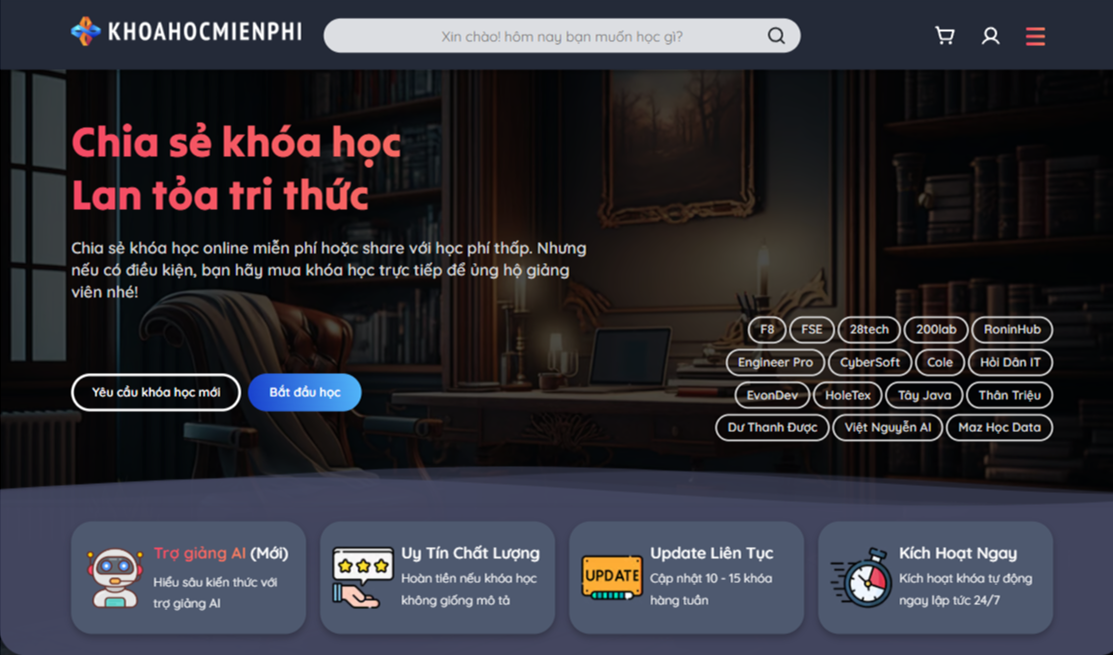 KHOAHOCMIENPHI
Xin chào! hôm nay bạn muốn học gì?
Chia sẻ khóa học
Lan tỏa tri thức
Chia sẻ khóa học online miễn phí hoặc share với học phí thấp. Nhưng
nếu có điều kiện, bạn hãy mua khóa học trực tiếp để ủng hộ giảng
viên nhé!
Yêu cầu khóa học mới
Bắt đầu học
F8 FSE 28tech 200lab RoninHub
Engineer Pro CyberSoft Cole Hỏi Dân IT
EvonDev HoleTex Tây Java Thân Triệu
Dư Thanh Được Việt Nguyễn AI Maz Học Data
Trợ giảng AI (Mới)
Hiểu sâu kiến thức với
trợ giảng AI
Uy Tín Chất Lượng
Hoàn tiền nếu khóa học
không giống mô tả
UPDATE
Update Liên Tục
Cập nhật 10 - 15 khóa
hàng tuần
Kích Hoạt Ngay
Kích hoạt khóa tự động
ngay lập tức 24/7